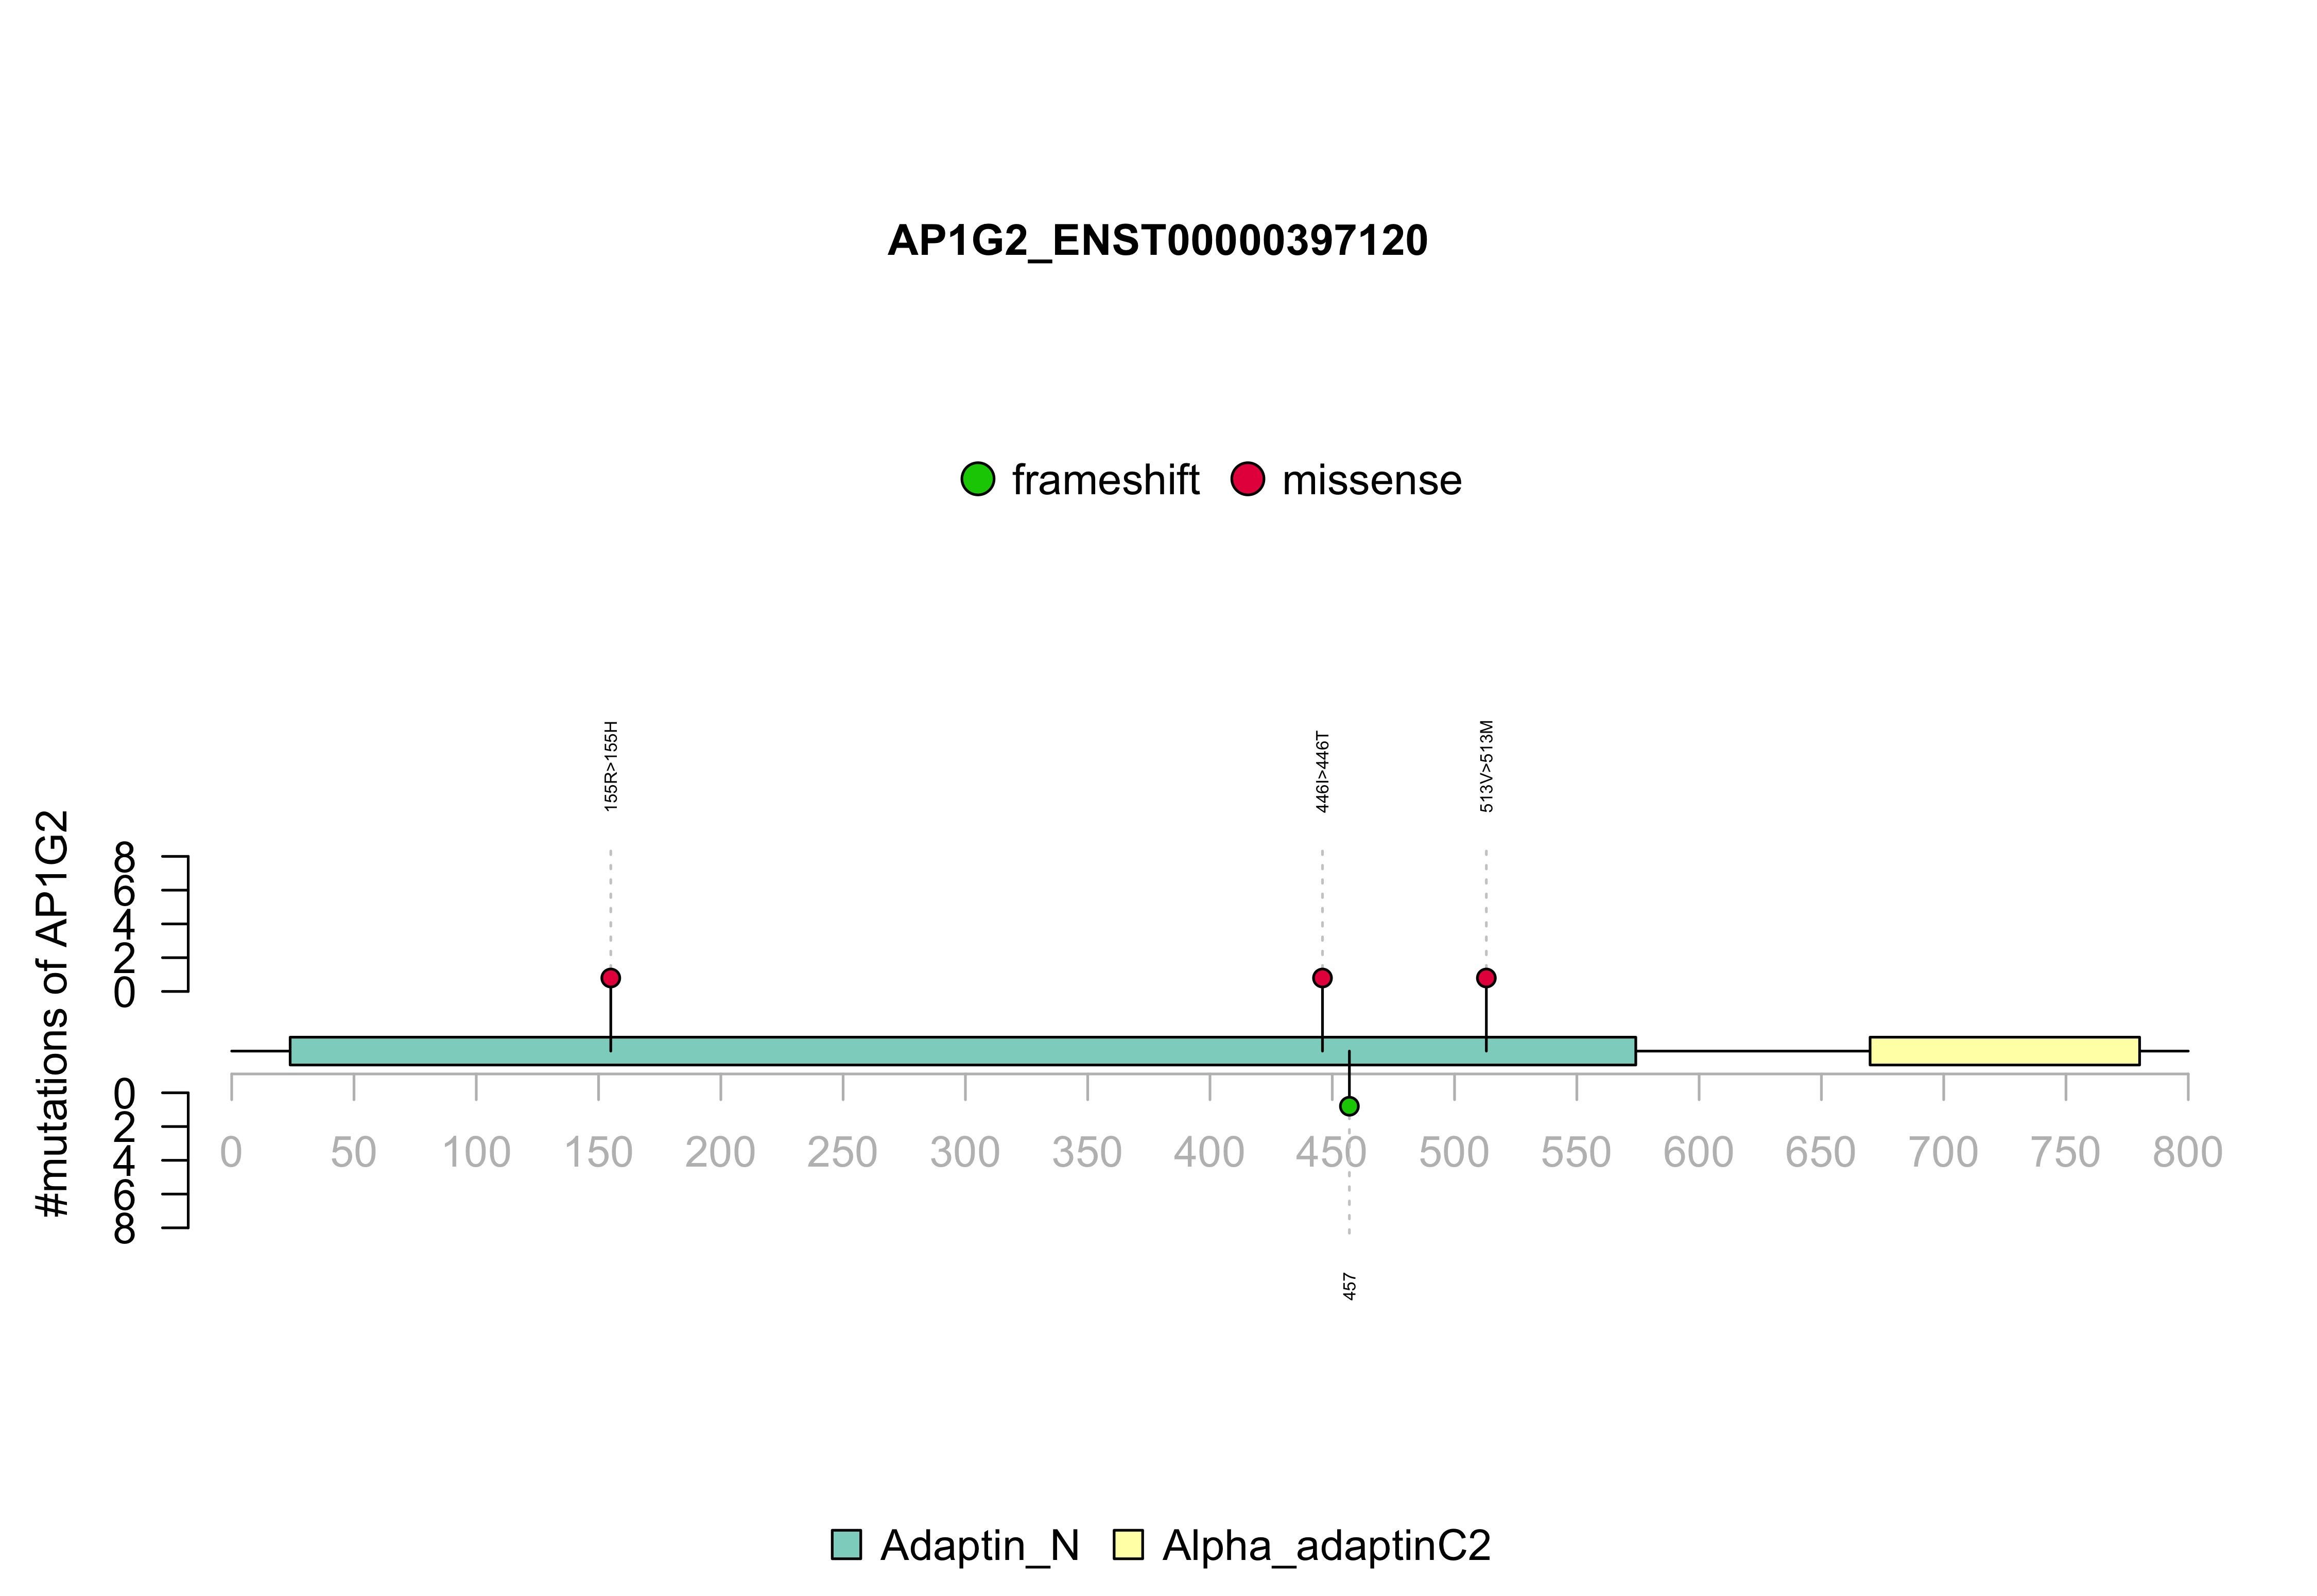 AP1G2_ENST00000397120
frameshift missense
155R>155H
446I>446T
513V>513M
#mutations of AP1G2
8
6
4
2
0
0
2
4
6
8
0 50 100 150 200 250 300 350 400 450 500 550 600 650 700 750 800
457
Adaptin_N Alpha_adaptinC2